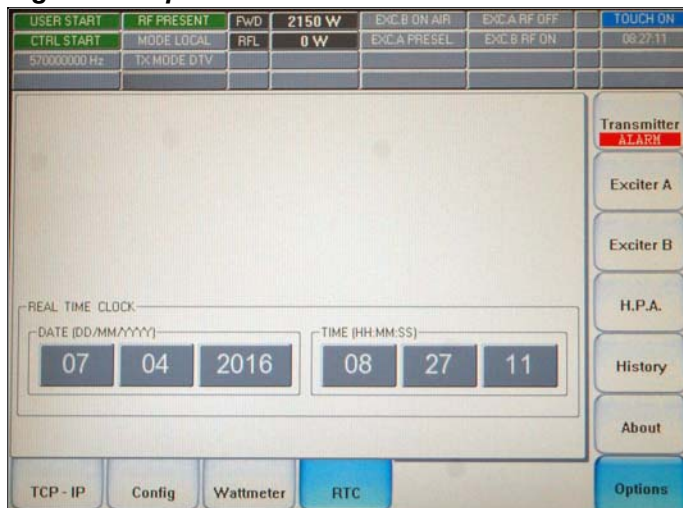 USER START RF PRESENT FWD 2150 W EXC.B ON AIR EXC.A RF OFF TOUCH ON
CTRL START MODE LOCAL RFL 0 W EXC.A PRESEL EXC.B RF ON 08:27:11
570000000 Hz TX MODE DTV
Transmitter
ALARM
Exciter A
Exciter B
H.P.A.
History
About
Options
REAL TIME CLOCK
DATE (DD/MM/YYYY) TIME (HH:MM:SS)
07 04 2016 08 27 11
TCP - IP Config Wattmeter RTC